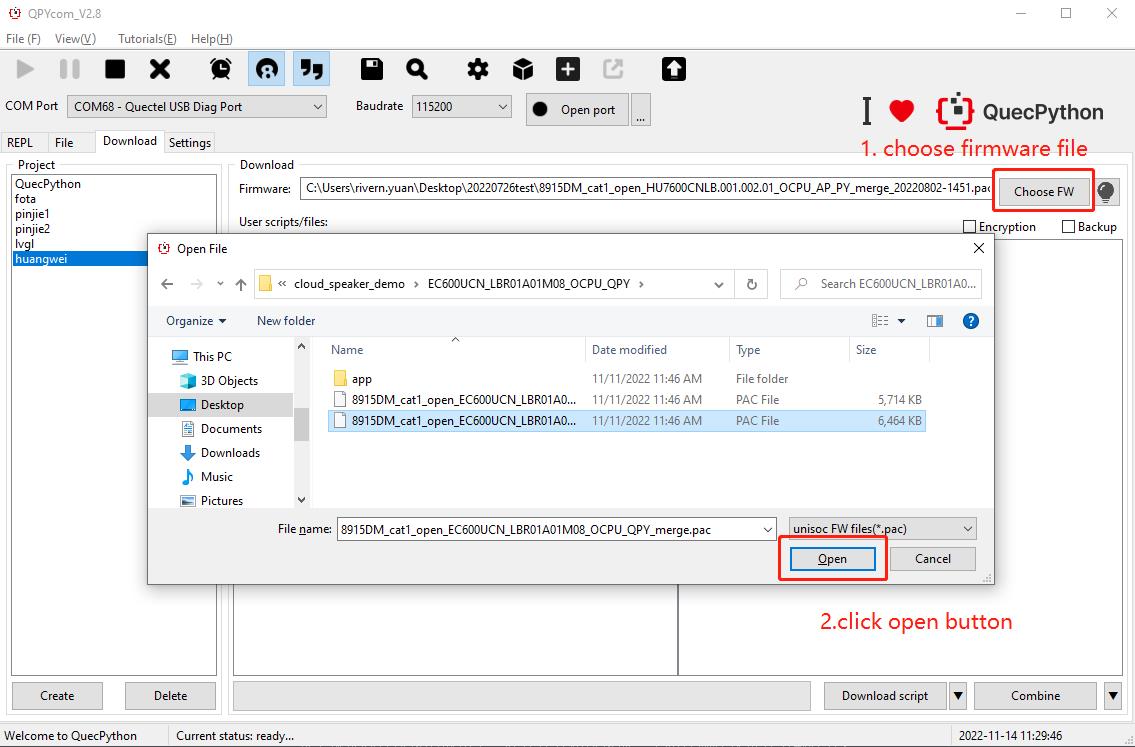 QPYcom_V2.8
File (F) View(V) Tutorials(E) Help(H)
COM Port COM68 - Quectel USB Diag Port Baudrate 115200 Open port ...
I QuecPython
REPL File Download Settings
1. choose firmware file
Project Download
Firmware: C:\Users\rivern.yuan\Desktop\20220726test\8915DM_cat1_open_HU7600CNLB.001.002.01_OCPU_AP_PY_merge_20220802-1451.pac Choose FW
QuecPython
fota
pinjie1
pinjie2
lvgl
huangwei
User scripts/files:
Encryption Backup
Open File
« cloud_speaker_demo › EC600UCN_LBR01A01M08_OCPU_QPY › Search EC600UCN_LBR01A0...
Organize New folder
Name Date modified Type Size
This PC
3D Objects
Desktop
Documents
Downloads
Music
Pictures
app 11/11/2022 11:46 AM File folder
8915DM_cat1_open_EC600UCN_LBR01A0... 11/11/2022 11:46 AM PAC File 5,714 KB
8915DM_cat1_open_EC600UCN_LBR01A0... 11/11/2022 11:46 AM PAC File 6,464 KB
File name: 8915DM_cat1_open_EC600UCN_LBR01A01M08_OCPU_QPY_merge.pac unisoc FW files(*.pac)
Open Cancel
2.click open button
Create Delete Download script Combine
Welcome to QuecPython Current status: ready... 2022-11-14 11:29:46